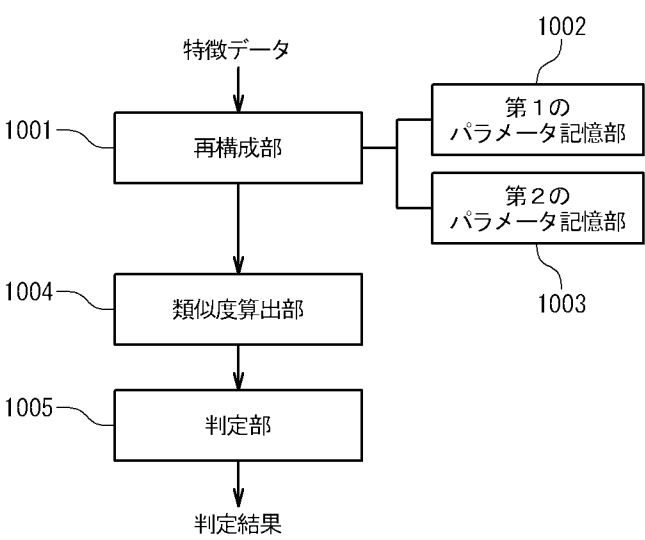 特徴データ
1002
第１の
パラメータ記憶部
1001
再構成部
第２の
パラメータ記憶部
1003
1004
類似度算出部
1005
判定部
判定結果